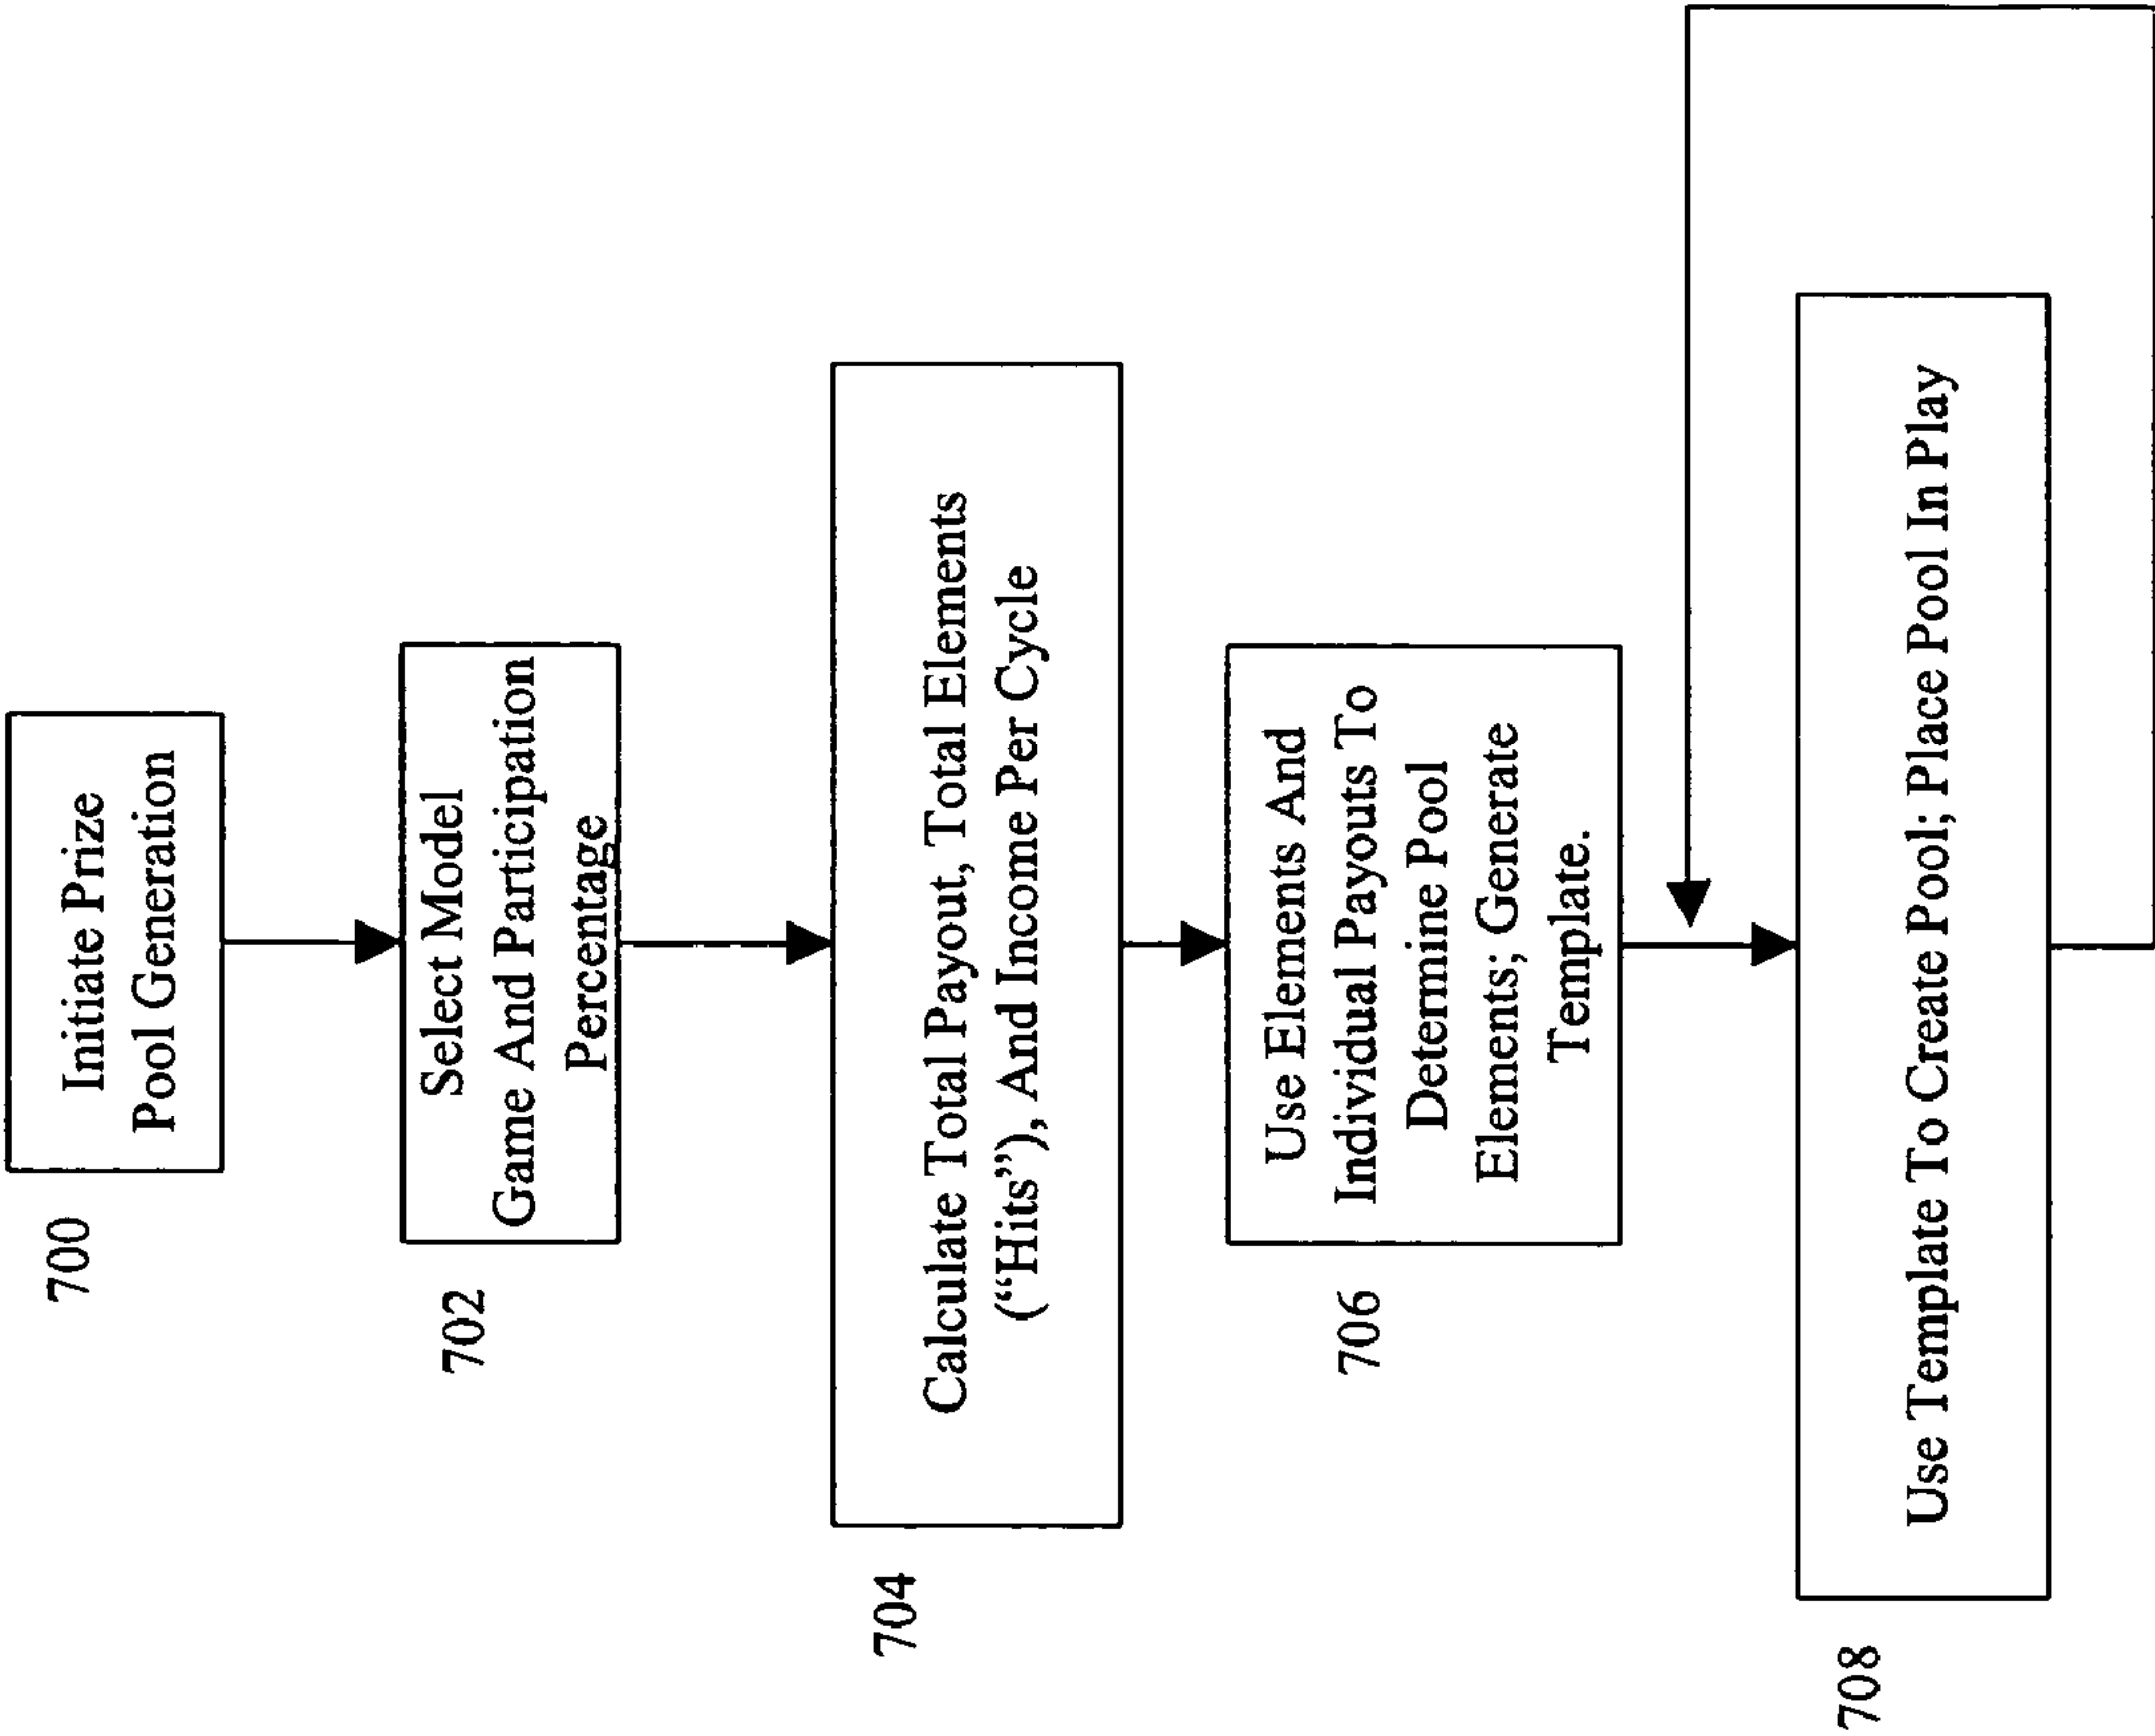 700
Initiate Prize
Pool Generation
702
Select Model
Game And Participation
Percentage
704
Calculate Total Payout, Total Elements
(“Hits”), And Income Per Cycle
706
Use Elements And
Individual Payouts To
Determine Pool
Elements; Generate
Template.
708
Use Template To Create Pool; Place Pool In Play